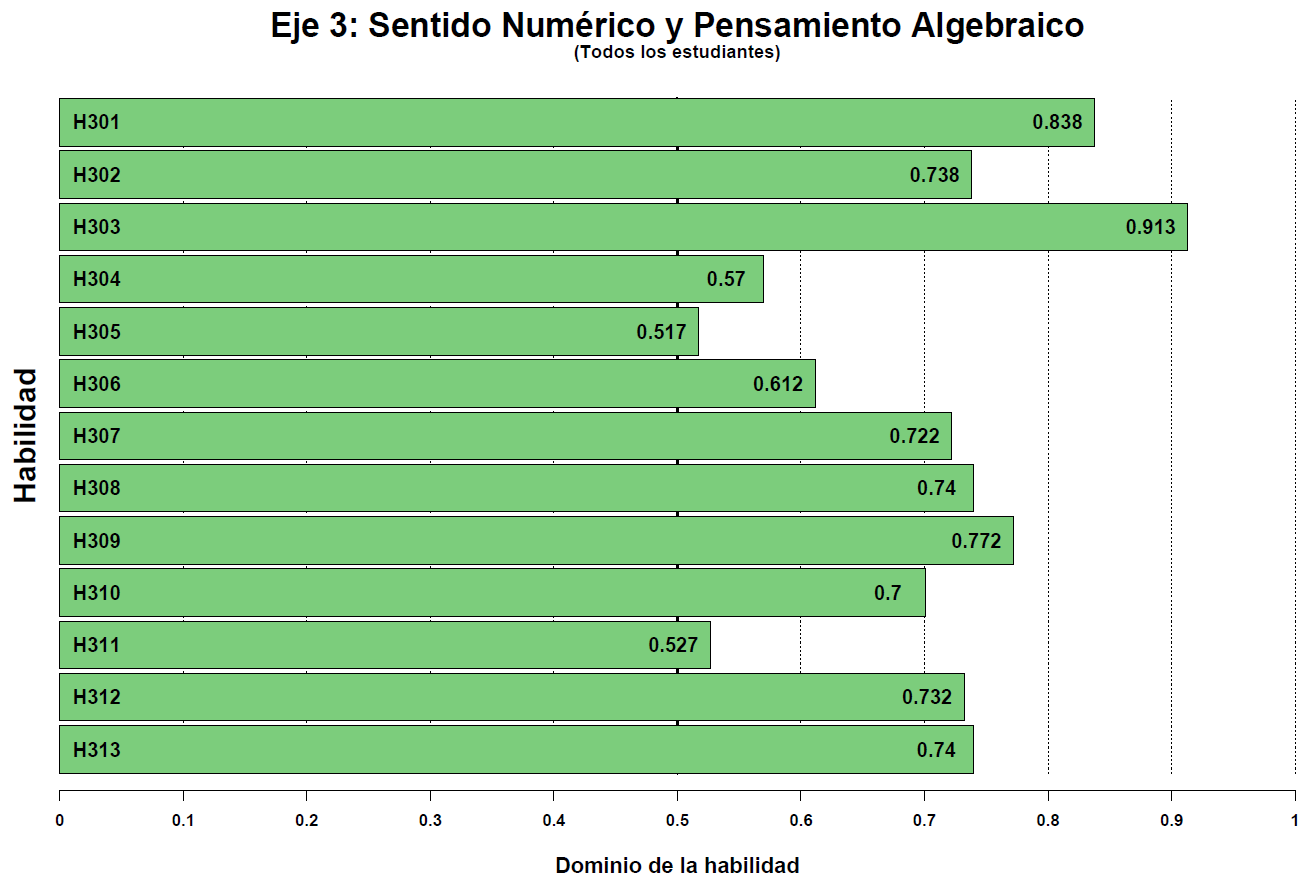 Eje 3: Sentido Numérico y Pensamiento Algebraico
(Todos los estudiantes)
Habilidad
H301 0.838
H302 0.738
H303 0.913
H304 0.57
H305 0.517
H306 0.612
H307 0.722
H308 0.74
H309 0.772
H310 0.7
H311 0.527
H312 0.732
H313 0.74
0 0.1 0.2 0.3 0.4 0.5 0.6 0.7 0.8 0.9 1
Dominio de la habilidad